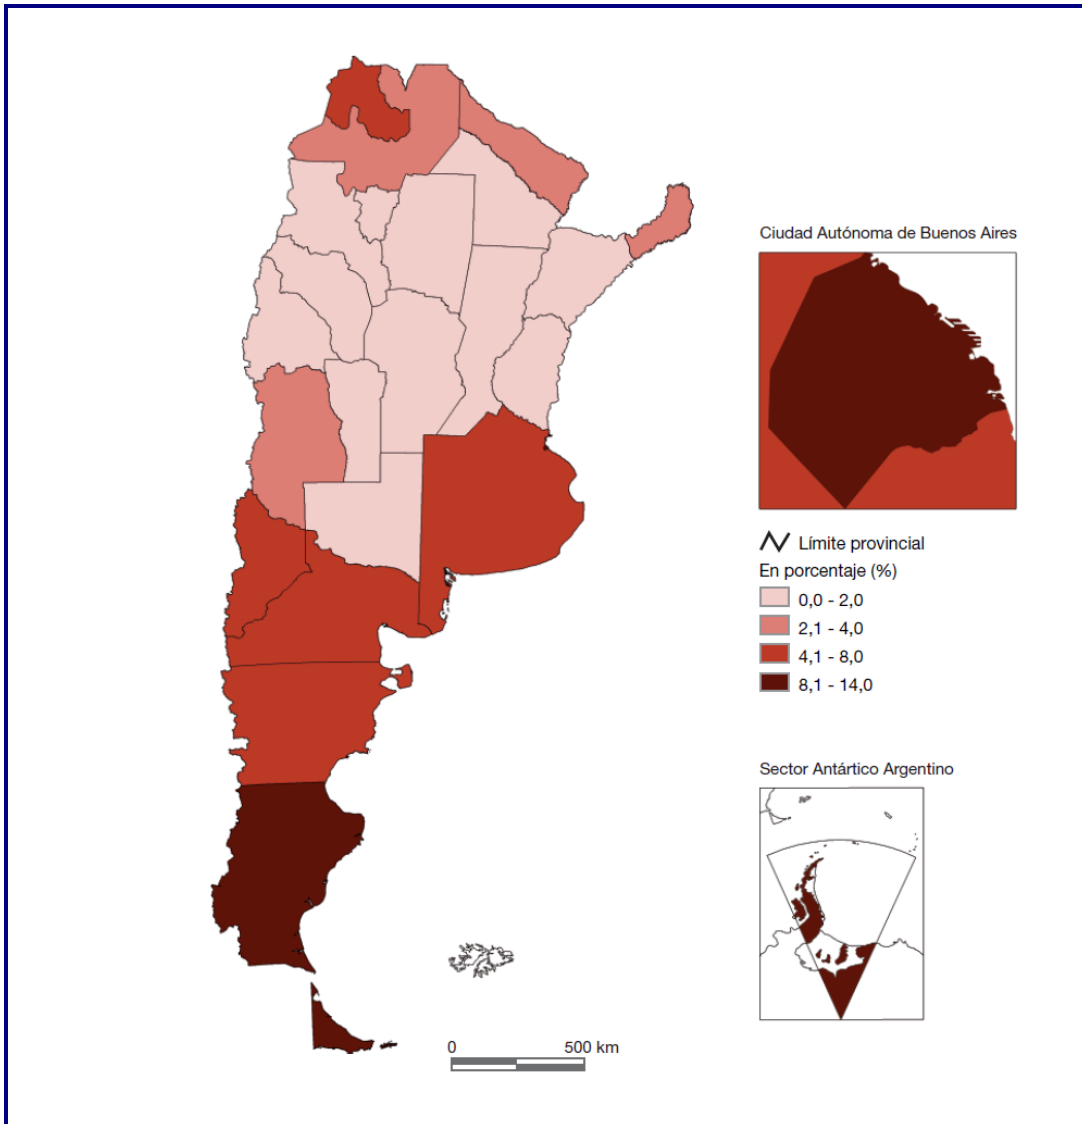 Ciudad Autónoma de Buenos Aires
Límite provincial
En porcentaje (%)
0,0 - 2,0
2,1 - 4,0
4,1 - 8,0
8,1 - 14,0
Sector Antártico Argentino
0 500 km